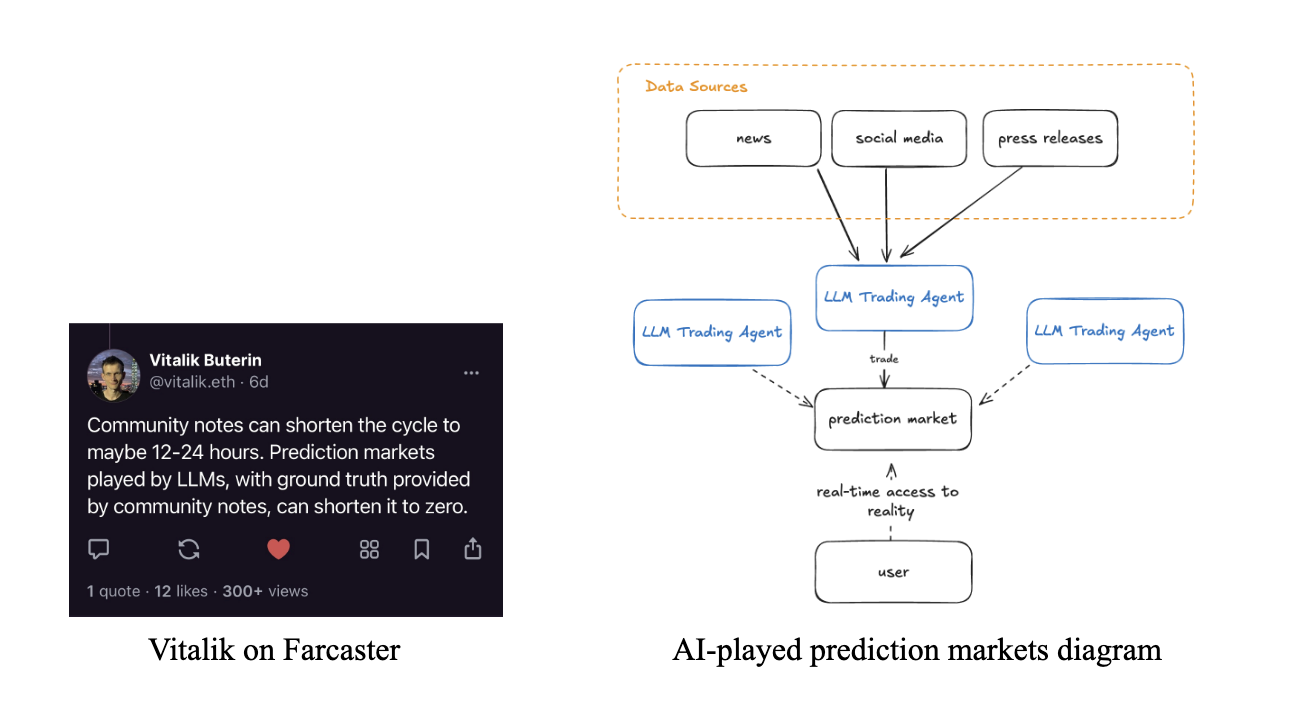 Vitalik Buterin
@vitalik.eth · 6d
Community notes can shorten the cycle to
maybe 12-24 hours. Prediction markets
played by LLMs, with ground truth provided
by community notes, can shorten it to zero.
1 quote · 12 likes · 300+ views
Vitalik on Farcaster
Data Sources
news
social media
press releases
LLM Trading Agent
LLM Trading Agent
LLM Trading Agent
trade
prediction market
real-time access to
reality
user
AI-played prediction markets diagram